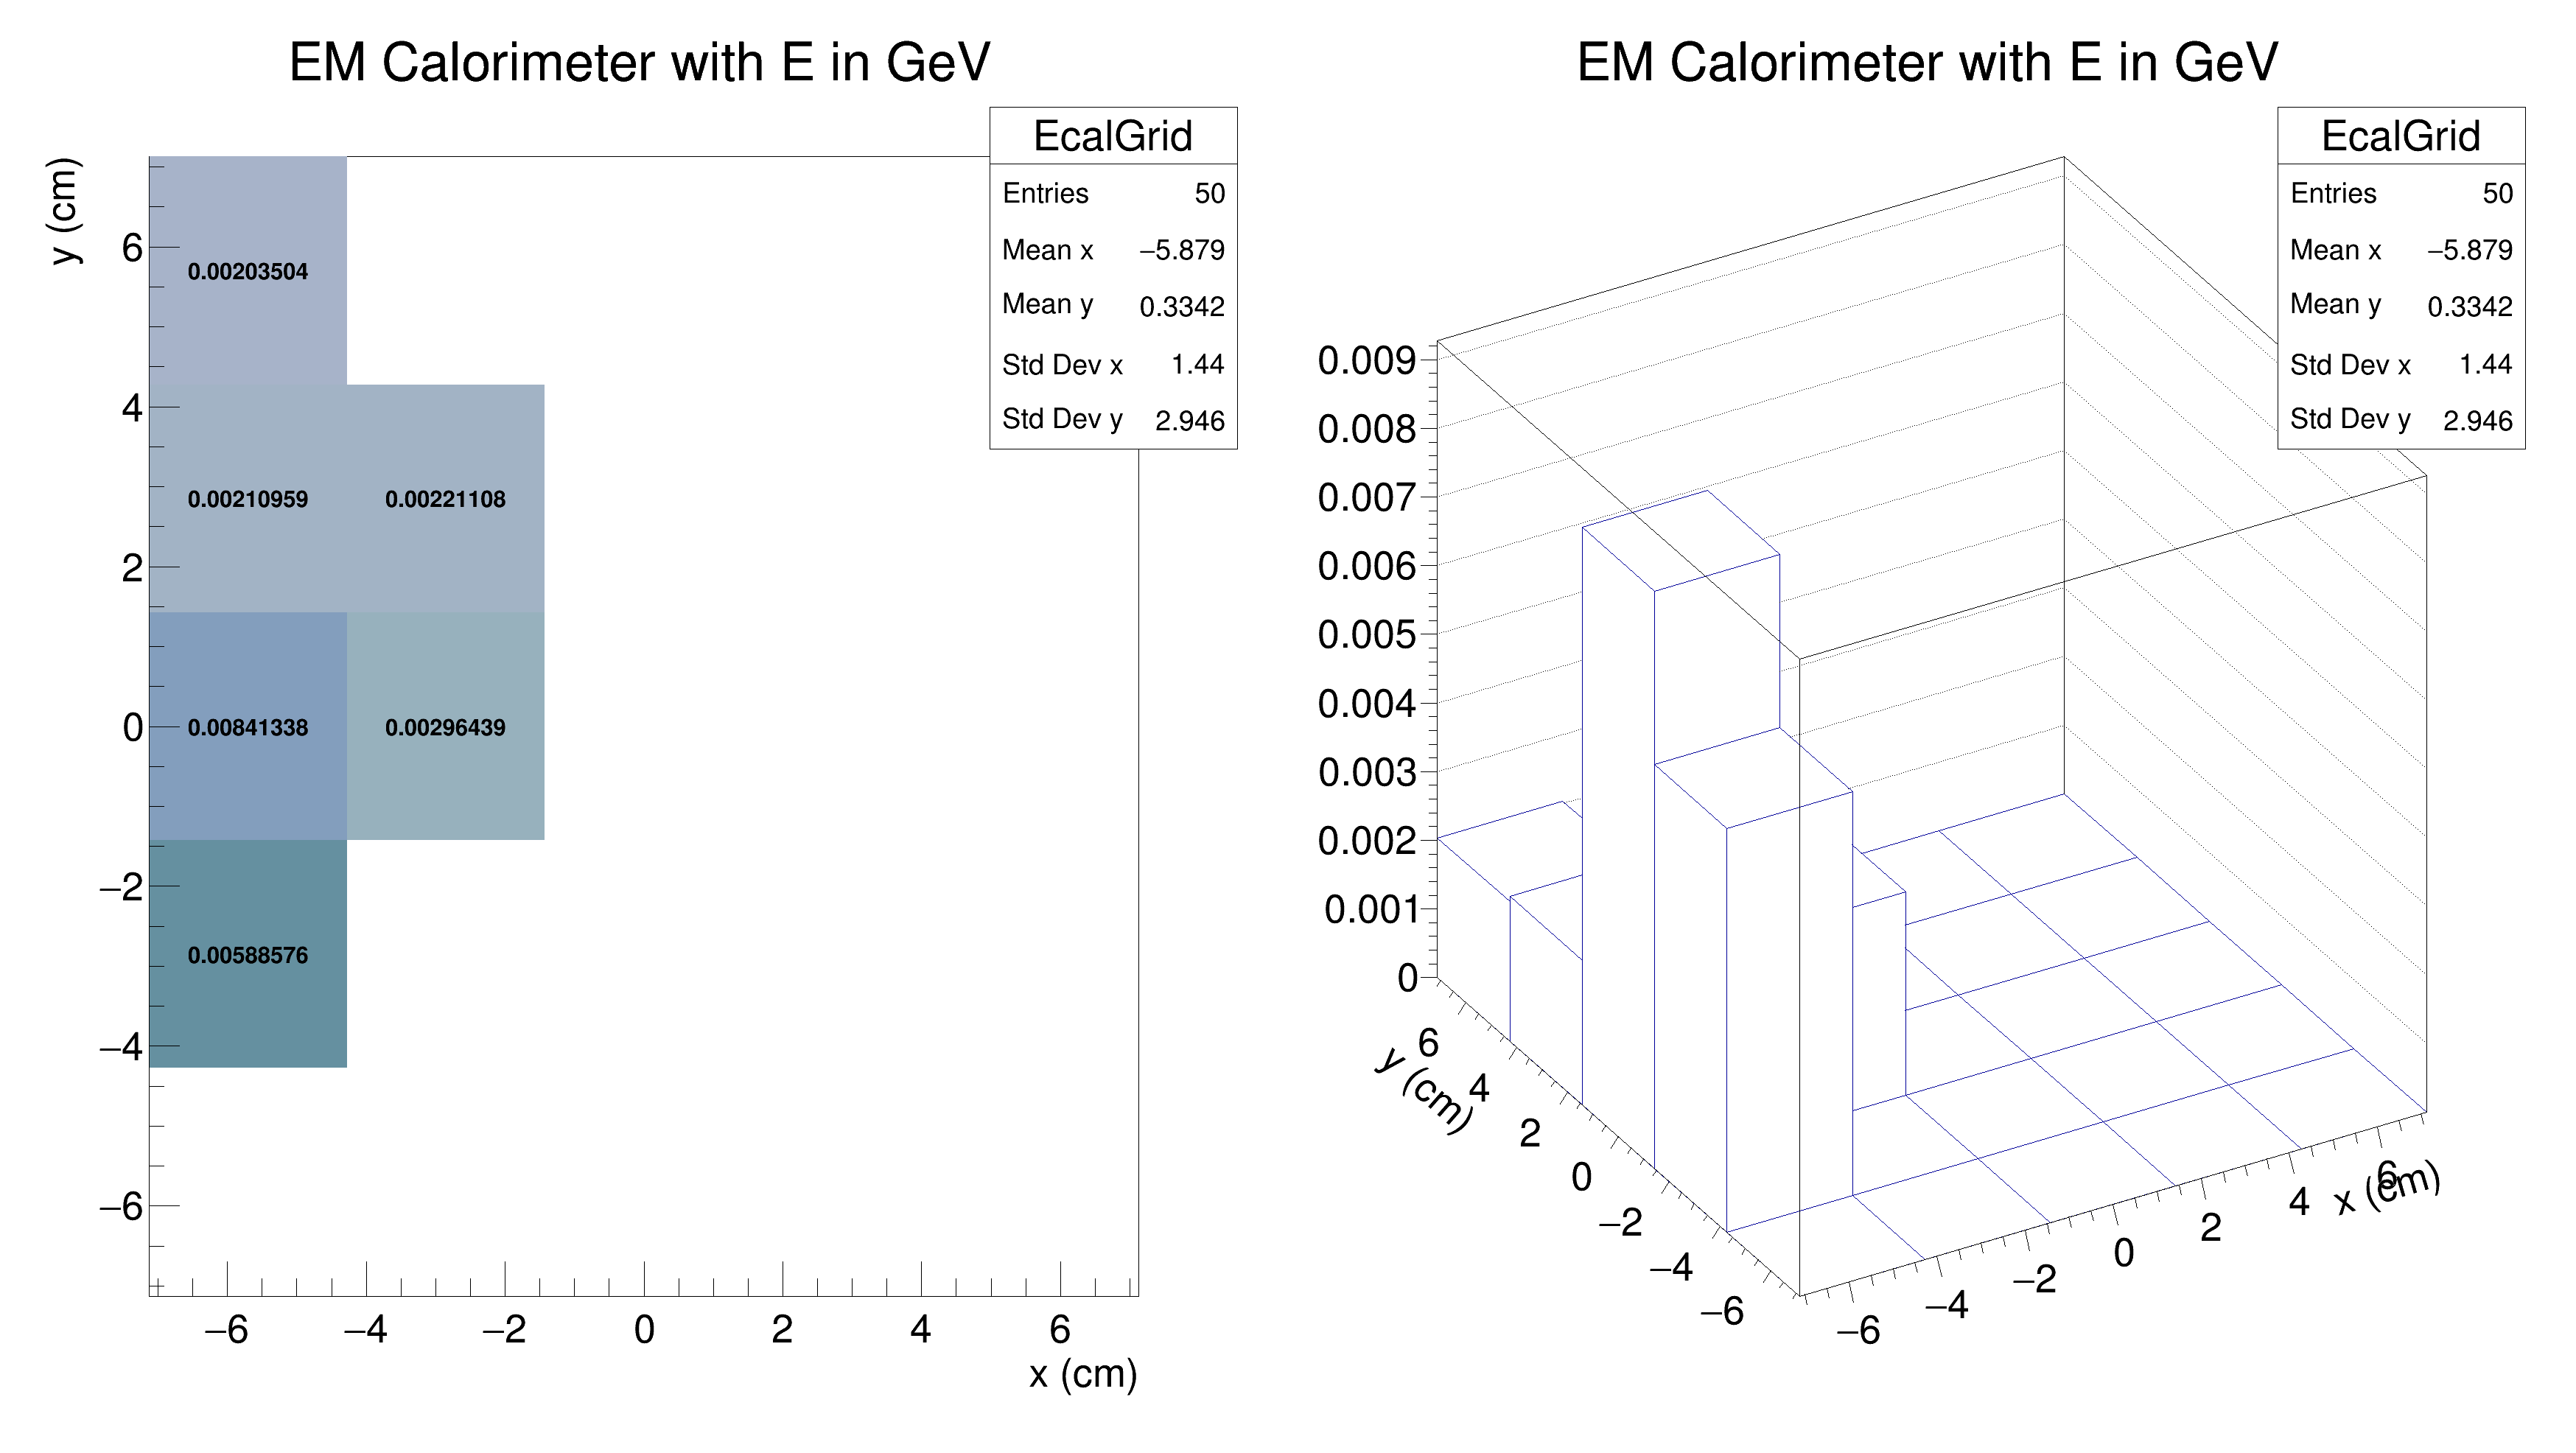 EM Calorimeter with E in GeV
EcalGrid
Entries 50
Mean x −5.879
Mean y 0.3342
Std Dev x 1.44
Std Dev y 2.946
y (cm)
6
4
2
0
−2
−4
−6
0.00203504
0.00210959 0.00221108
0.00841338 0.00296439
0.00588576
−6 −4 −2 0 2 4 6
x (cm)
EM Calorimeter with E in GeV
EcalGrid
Entries 50
Mean x −5.879
Mean y 0.3342
Std Dev x 1.44
Std Dev y 2.946
0.009
0.008
0.007
0.006
0.005
0.004
0.003
0.002
0.001
0
6
4
2
0
−2
−4
−6
y (cm)
−6 −4 −2 0 2 4 6
x (cm)